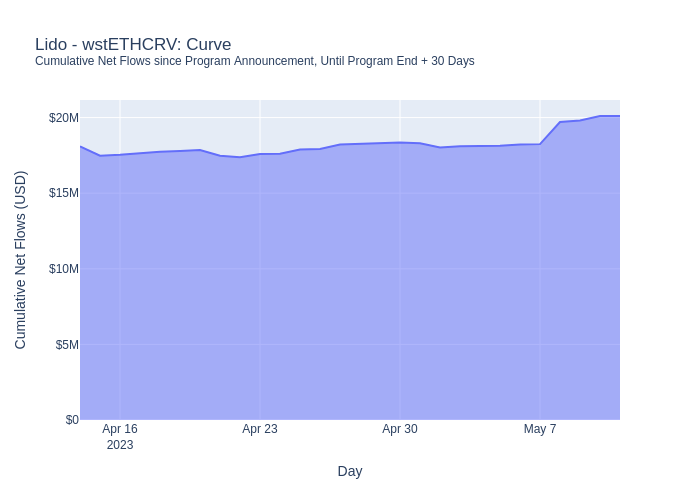 Lido - wstETHCRV: Curve
Cumulative Net Flows since Program Announcement, Until Program End + 30 Days
Cumulative Net Flows (USD)
$20M
$15M
$10M
$5M
$0
Apr 16
2023
Apr 23
Apr 30
May 7
Day